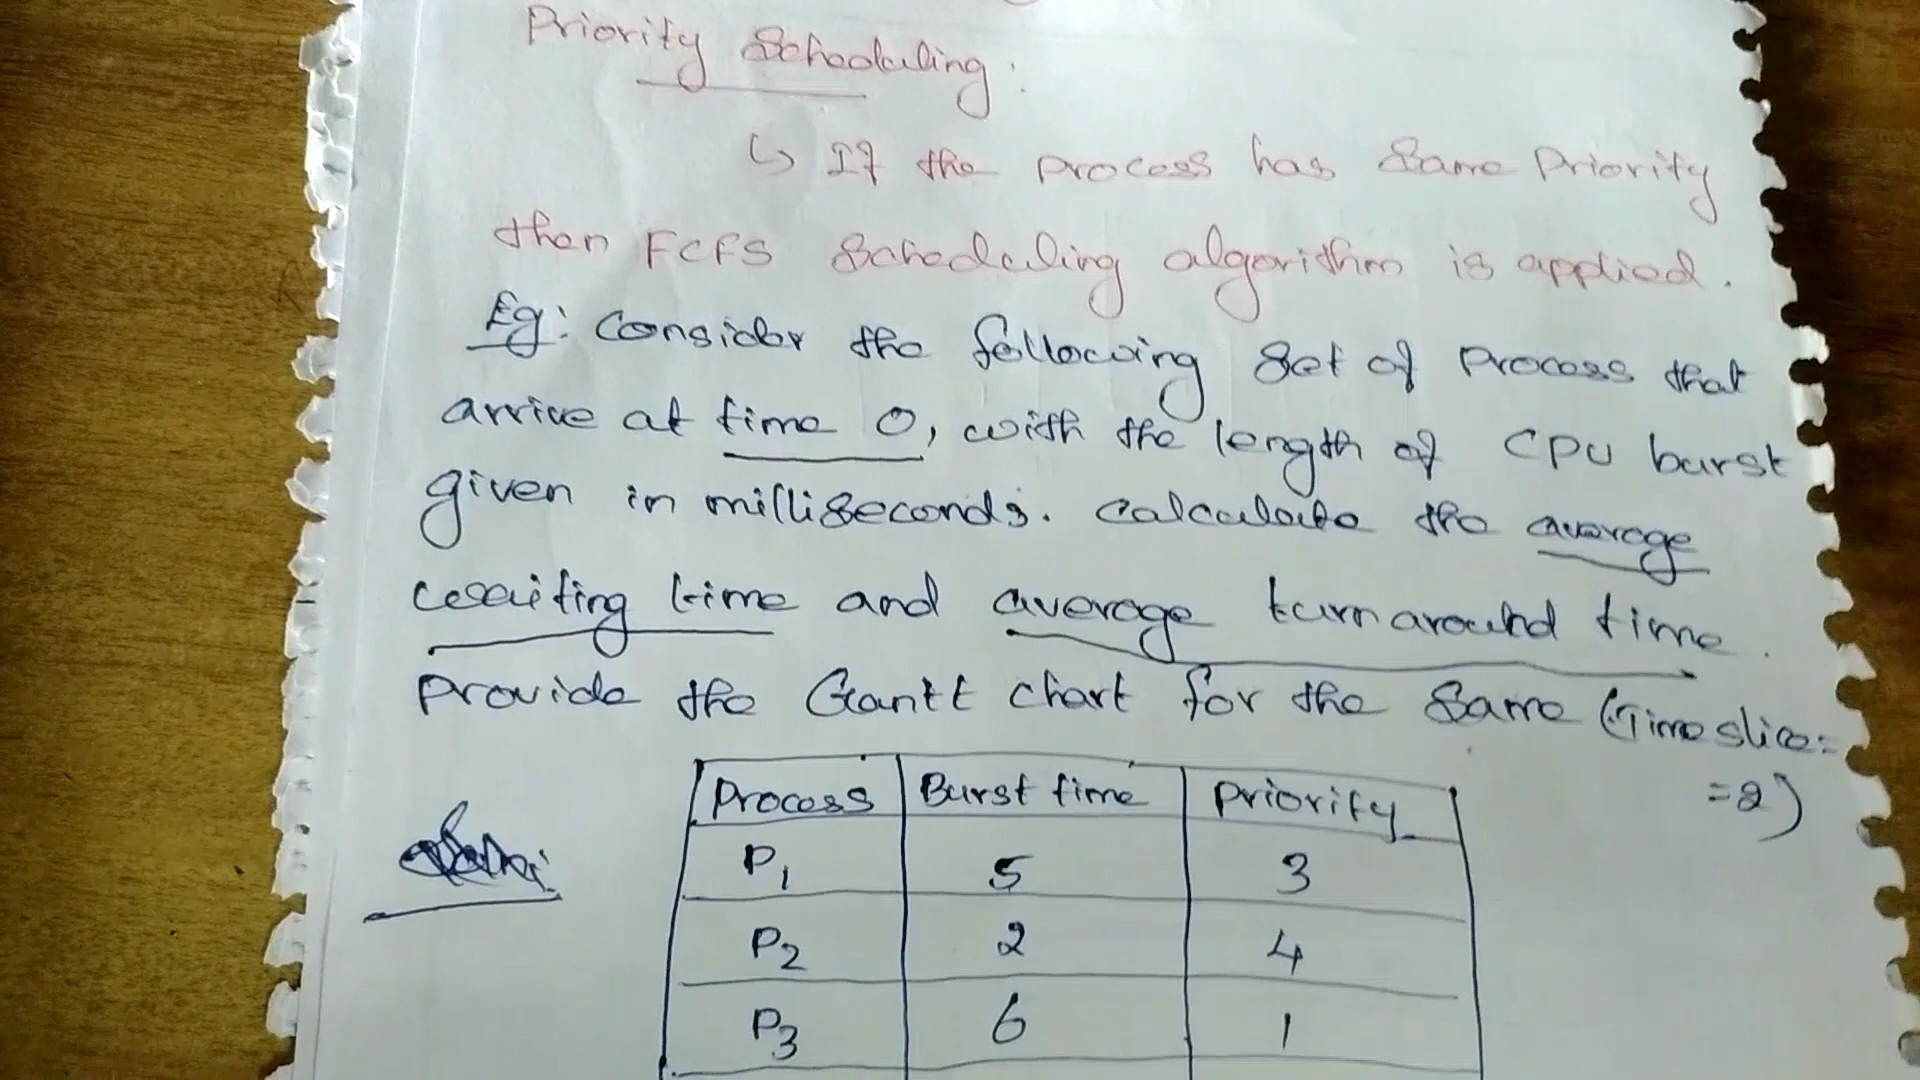 Priority Scheduling:
↳ If the process has same priority
then FCFS Scheduling algorithm is applied.
Eg: Consider the following set of process that
arrive at time 0, with the length of CPU burst
given in milliseconds. Calculate the average
waiting time and average turnaround time.
Provide the Gantt chart for the same (Time slice=
=2)
Process Burst time Priority
P1 5 3
P2 2 4
P3 6 1